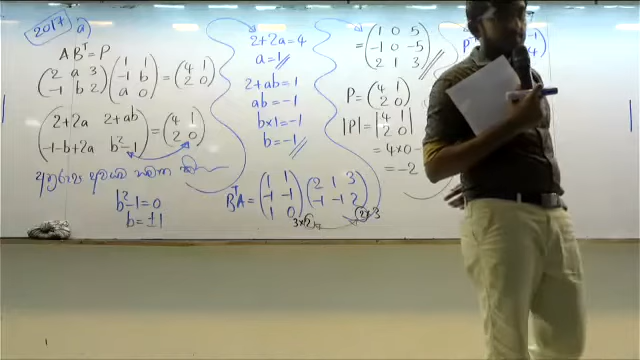 2017 a)
AB^T = P
(2 a 3 / -1 b 2) (1 1 / -1 b / a 0) = (4 1 / 2 0)
(2+2a 2+ab / -1-b+2a b²-1) = (4 1 / 2 0)
අනුරූප අවයව සමාන
b²-1=0
b = ±1
2+2a=4
a=1
2+ab=1
ab=-1
b×1=-1
b=-1
B^T A = (1 1 / -1 -1 / 1 0) (2 1 3 / -1 -1 2)
3×2 2×3
= (1 0 5 / -1 0 -5 / 2 1 3)
P = (4 1 / 2 0)
|P| = |4 1 / 2 0|
= 4×0 -
= -2